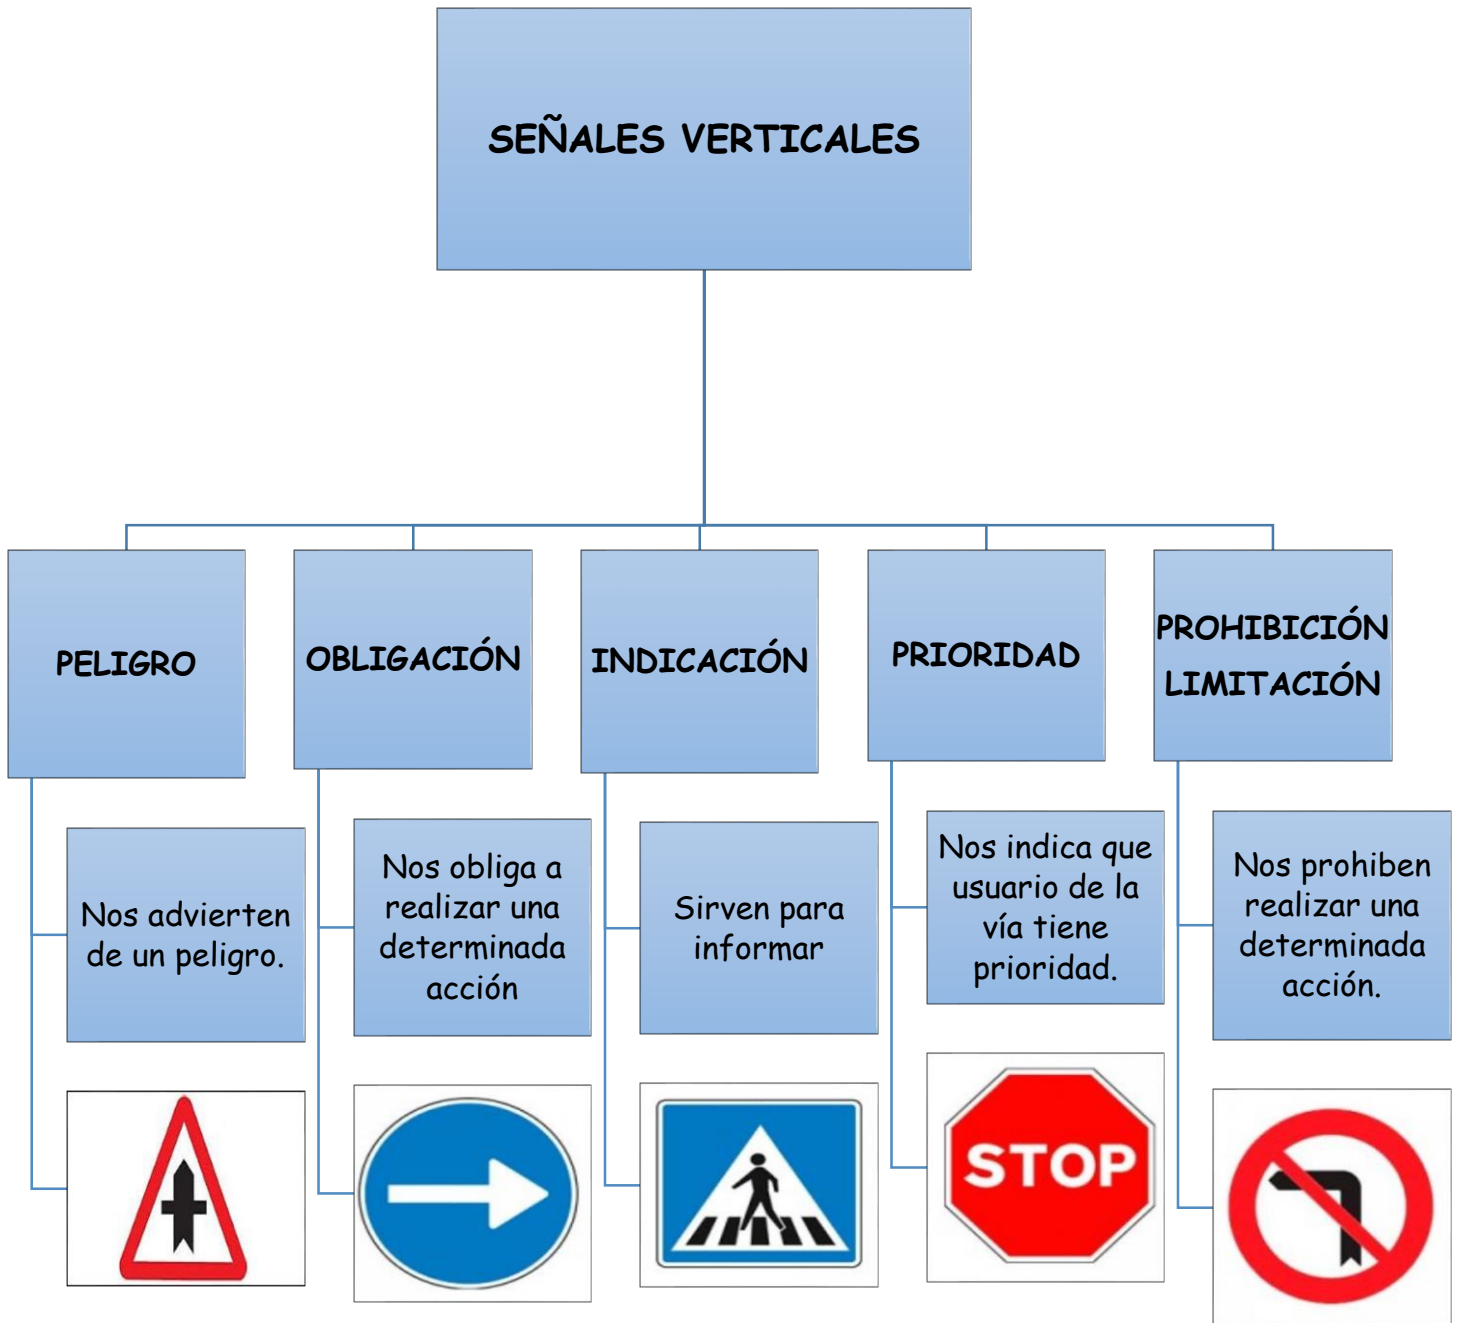 SEÑALES VERTICALES
PELIGRO
OBLIGACIÓN
INDICACIÓN
PRIORIDAD
PROHIBICIÓN
LIMITACIÓN
Nos advierten
de un peligro.
Nos obliga a
realizar una
determinada
acción
Sirven para
informar
Nos indica que
usuario de la
vía tiene
prioridad.
Nos prohiben
realizar una
determinada
acción.
STOP